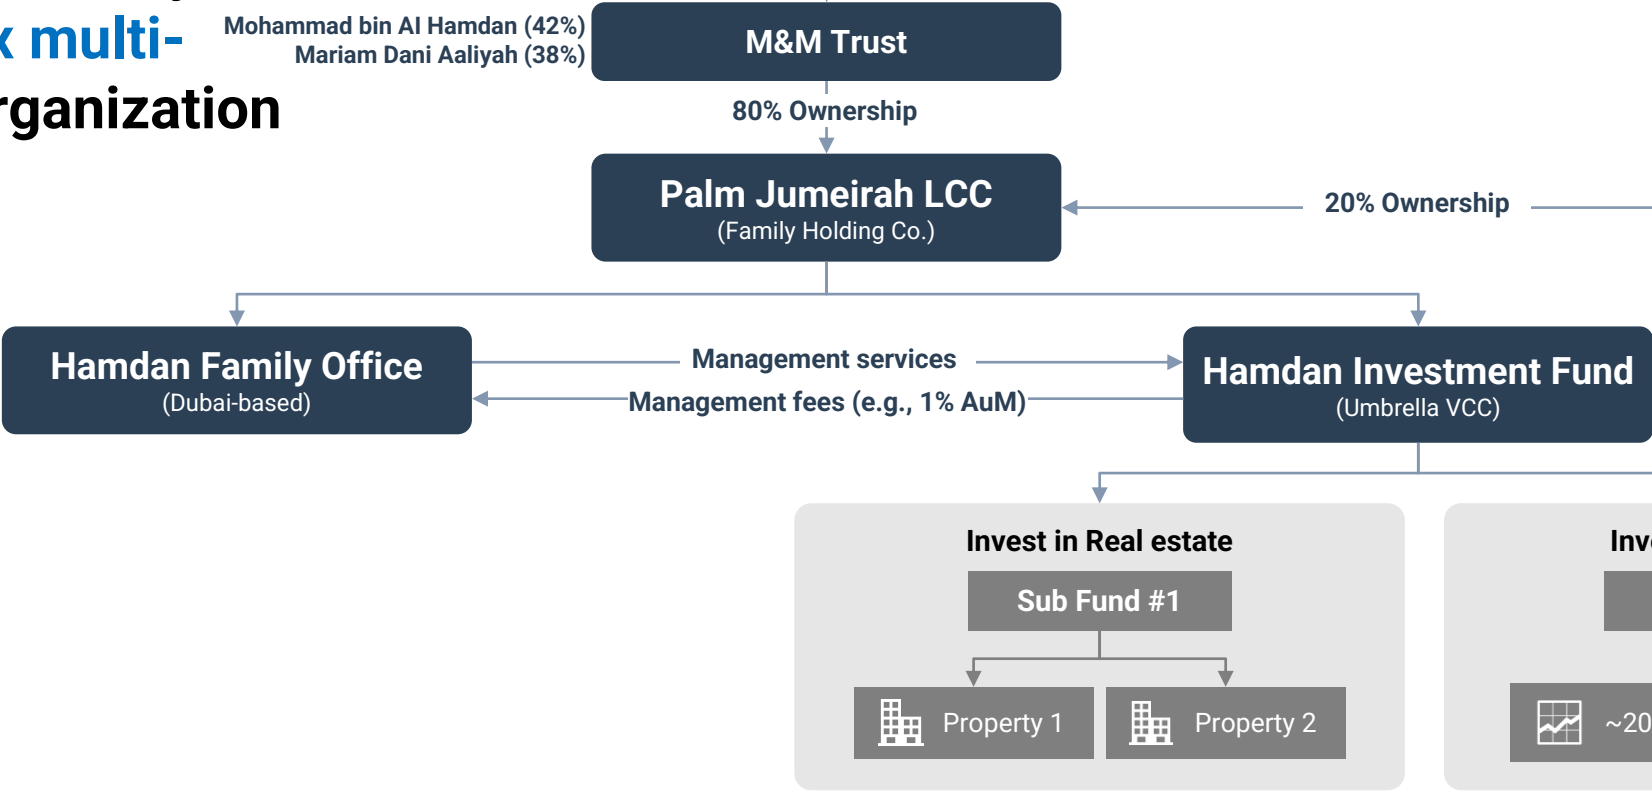 x multi-
rganization
Mohammad bin Al Hamdan (42%)
Mariam Dani Aaliyah (38%)
M&M Trust
80% Ownership
Palm Jumeirah LCC
(Family Holding Co.)
20% Ownership
Hamdan Family Office
(Dubai-based)
Management services
Management fees (e.g., 1% AuM)
Hamdan Investment Fund
(Umbrella VCC)
Invest in Real estate
Sub Fund #1
Property 1
Property 2
Inv
~20